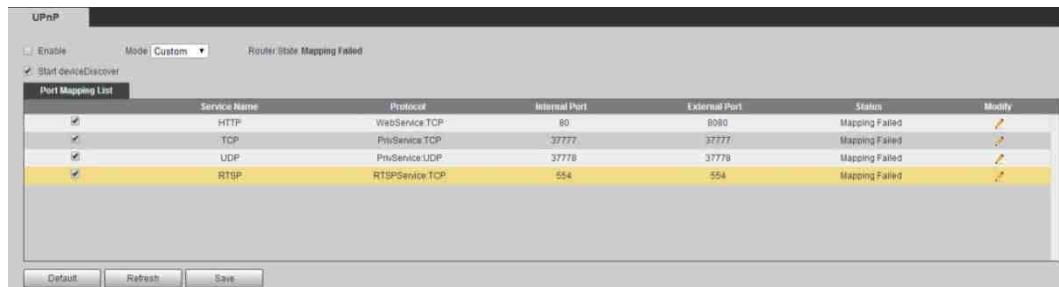 UPnP
Enable Mode Custom Router State Mapping Failed
Start deviceDiscover
Port Mapping List
Service Name Protocol Internal Port External Port Status Modify
HTTP WebService:TCP 80 8080 Mapping Failed
TCP PrivService:TCP 37777 37777 Mapping Failed
UDP PrivService:UDP 37778 37778 Mapping Failed
RTSP RTSPService:TCP 554 554 Mapping Failed
Default Refresh Save